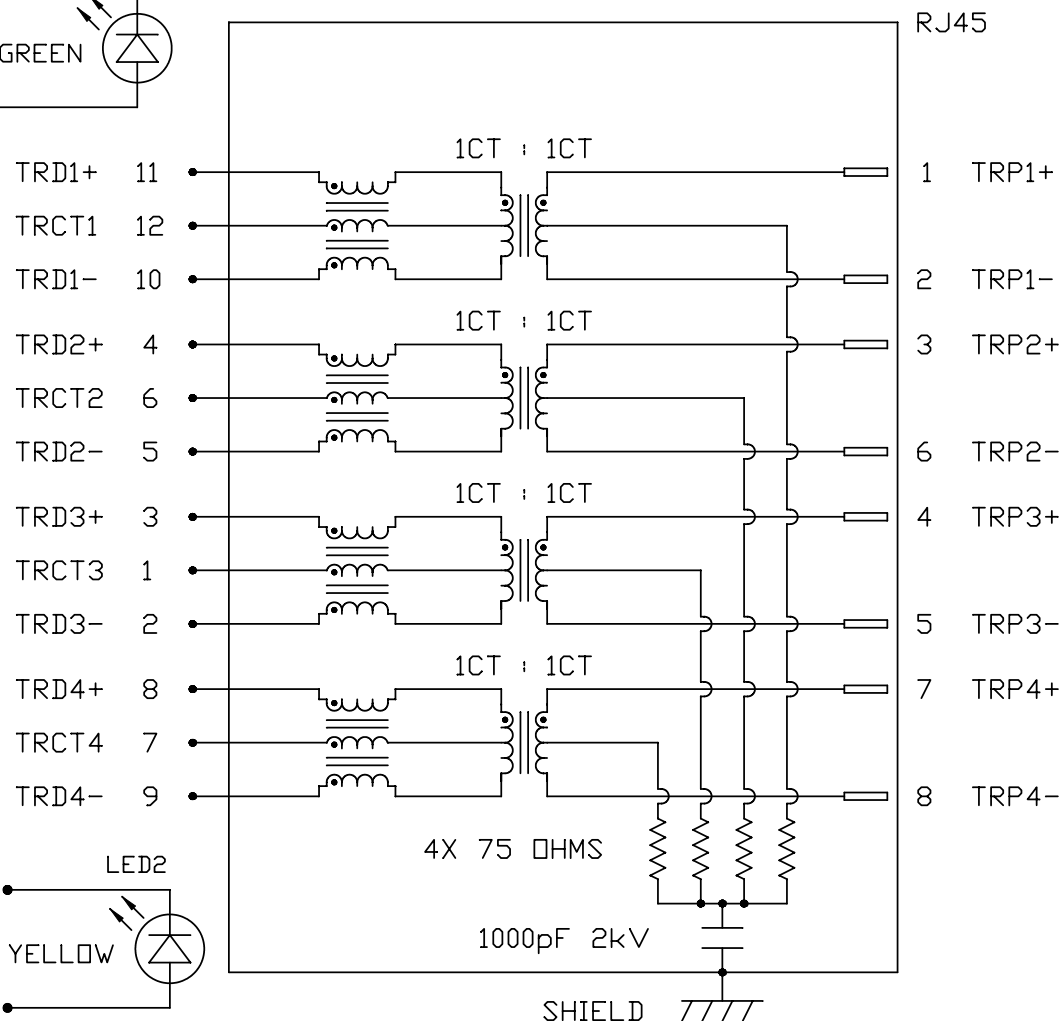 RJ45
GREEN
1CT : 1CT
TRD1+ 11 1 TRP1+
TRCT1 12
TRD1- 10 2 TRP1-
1CT : 1CT
TRD2+ 4 3 TRP2+
TRCT2 6
TRD2- 5 6 TRP2-
1CT : 1CT
TRD3+ 3 4 TRP3+
TRCT3 1
TRD3- 2 5 TRP3-
1CT : 1CT
TRD4+ 8 7 TRP4+
TRCT4 7
TRD4- 9 8 TRP4-
4X 75 OHMS
LED2
1000pF 2kV
YELLOW
SHIELD